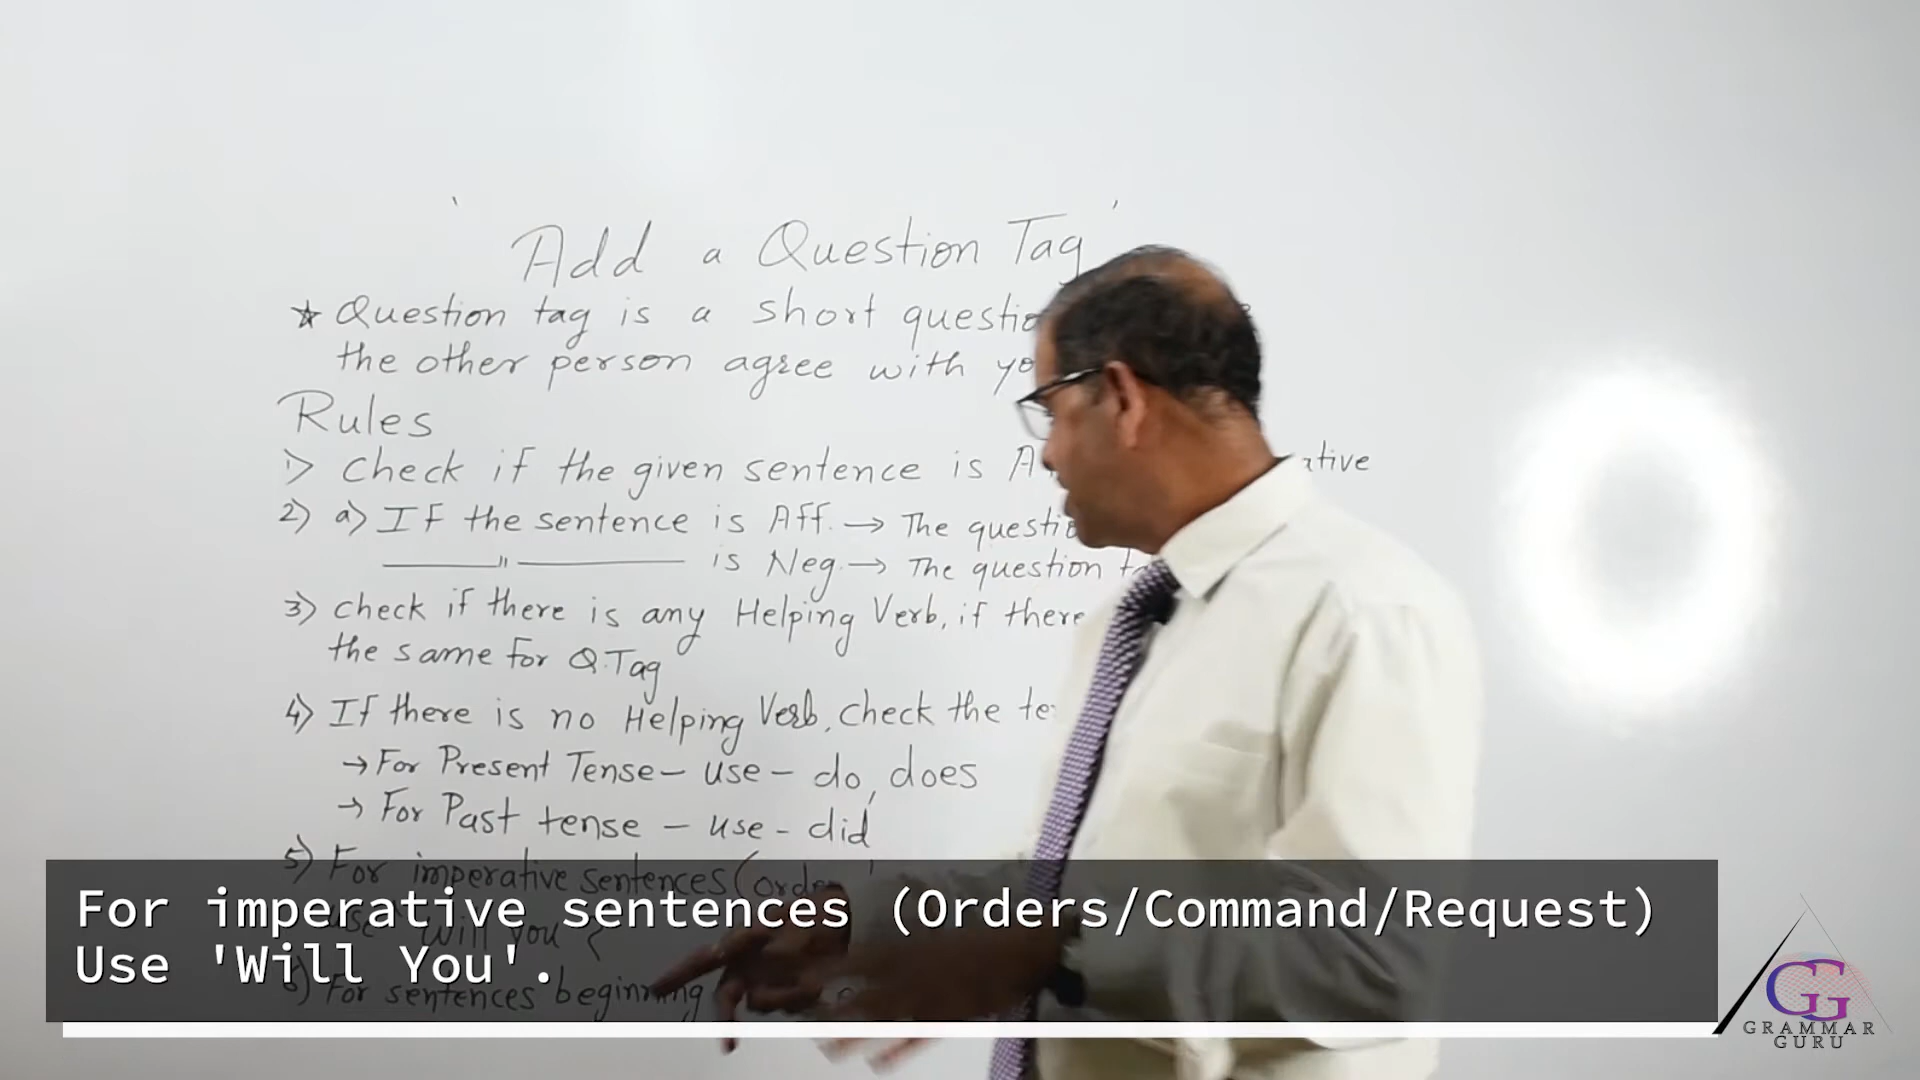 Add a Question Tag
★ Question tag is a short
the other person agree with
Rules
1) Check if the given sentence is
2) a) If the sentence is Aff. → The
—〃— is Neg. → The question
3) Check if there is any Helping Verb, if there
the same for Q.Tag
4) If there is no Helping Verb, Check the
→ For Present Tense – use – do, does
→ For Past tense – use – did
5) For imperative sentences (
use 'Will you?
6) For sentences beginning
For imperative sentences (Orders/Command/Request)
Use 'Will You'.
GG
GRAMMAR
GURU